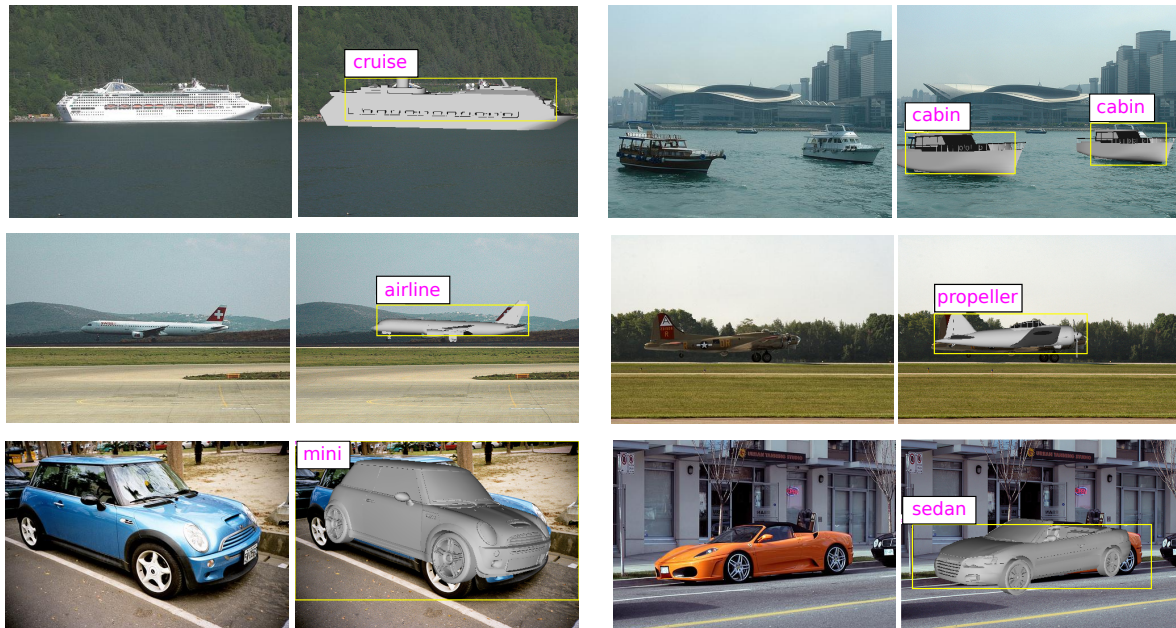 cruise
cabin
cabin
airline
propeller
mini
sedan